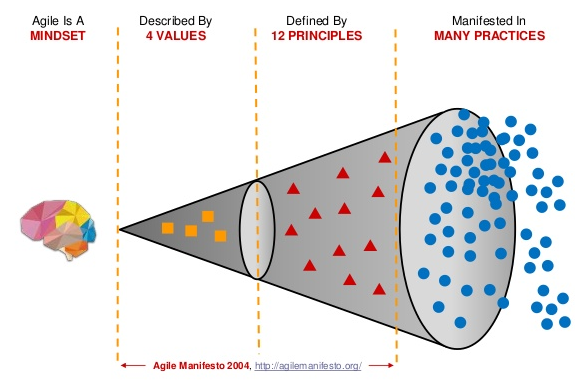 Agile Is A
MINDSET
Described By
4 VALUES
Defined By
12 PRINCIPLES
Manifested In
MANY PRACTICES
Agile Manifesto 2004, http://agilemanifesto.org/